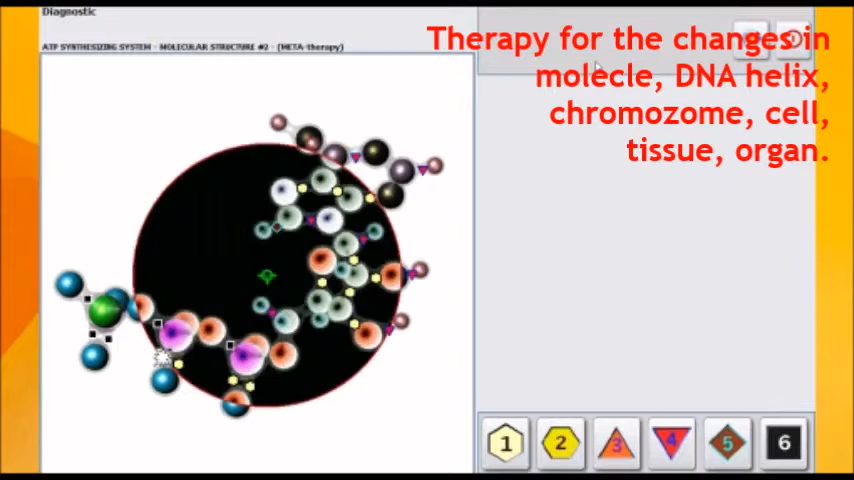 Diagnostic
ATP SYNTHESIZING SYSTEM - MOLECULAR STRUCTURE #2 - (META-therapy)
Therapy for the changes in
molecle, DNA helix,
chromozome, cell,
tissue, organ.
1 2 3 4 5 6